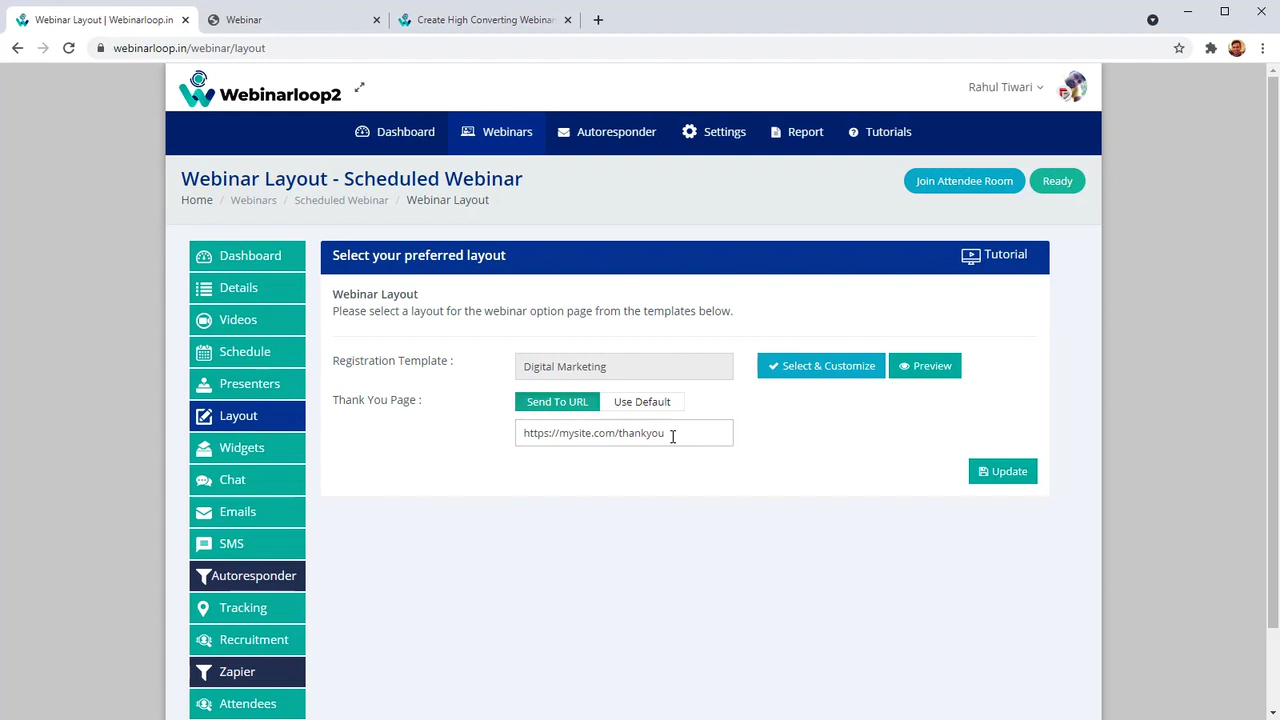 Webinar Layout | Webinarloop.in
Webinar
Create High Converting Webinar
webinarloop.in/webinar/layout
Webinarloop2
Rahul Tiwari
Dashboard
Webinars
Autoresponder
Settings
Report
Tutorials
Webinar Layout - Scheduled Webinar
Home / Webinars / Scheduled Webinar / Webinar Layout
Join Attendee Room
Ready
Dashboard
Details
Videos
Schedule
Presenters
Layout
Widgets
Chat
Emails
SMS
Autoresponder
Tracking
Recruitment
Zapier
Attendees
Select your preferred layout
Tutorial
Webinar Layout
Please select a layout for the webinar option page from the templates below.
Registration Template :
Digital Marketing
Select & Customize
Preview
Thank You Page :
Send To URL
Use Default
https://mysite.com/thankyou
Update